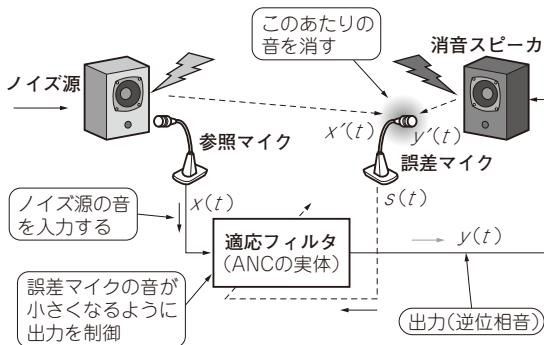 このあたりの
音を消す
消音スピーカ
ノイズ源
参照マイク
x′(t)
y′(t)
誤差マイク
ノイズ源の音
を入力する
x(t)
s(t)
適応フィルタ
(ANCの実体)
y(t)
誤差マイクの音が
小さくなるように
出力を制御
出力(逆位相音)